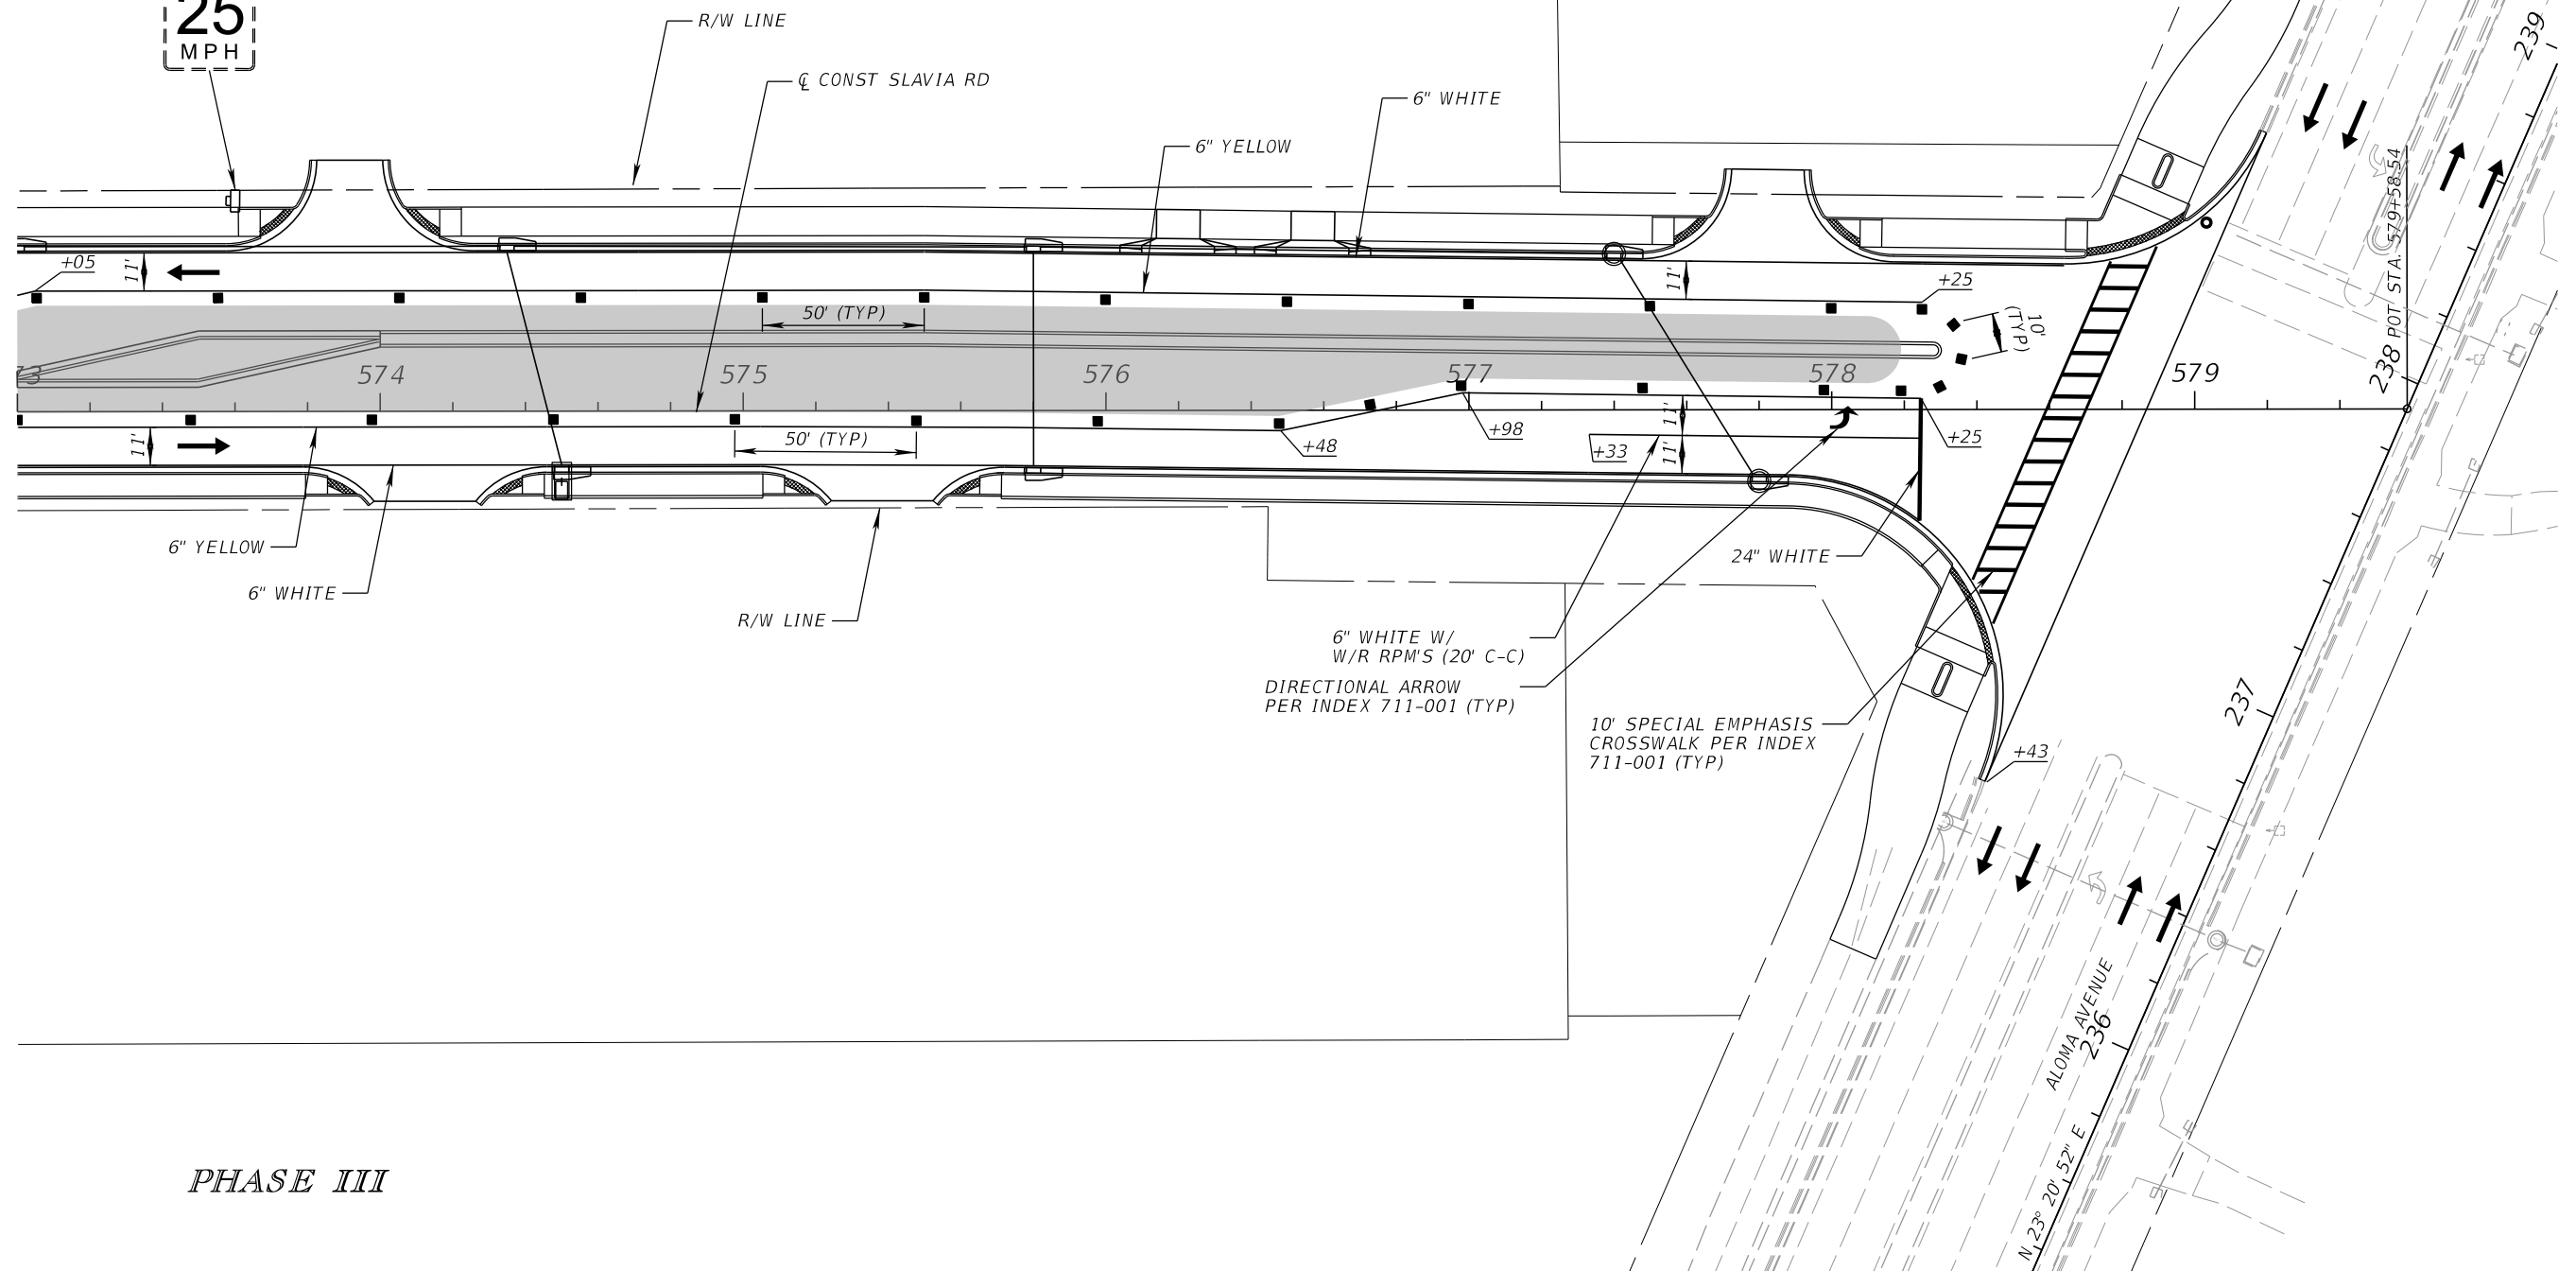 25
MPH
R/W LINE
℄ CONST SLAVIA RD
6" YELLOW
6" WHITE
+05
11'
11'
+25
10'
(TYP)
50' (TYP)
574
575
576
577
578
579
11'
50' (TYP)
+48
+98
+33
11'
11'
+25
6" YELLOW
6" WHITE
R/W LINE
24" WHITE
6" WHITE W/
W/R RPM'S (20' C-C)
DIRECTIONAL ARROW
PER INDEX 711-001 (TYP)
10' SPECIAL EMPHASIS
CROSSWALK PER INDEX
711-001 (TYP)
+43
239
238
POT STA. 579+58.54
237
236
ALOMA AVENUE
N 23° 20' 52" E
PHASE III